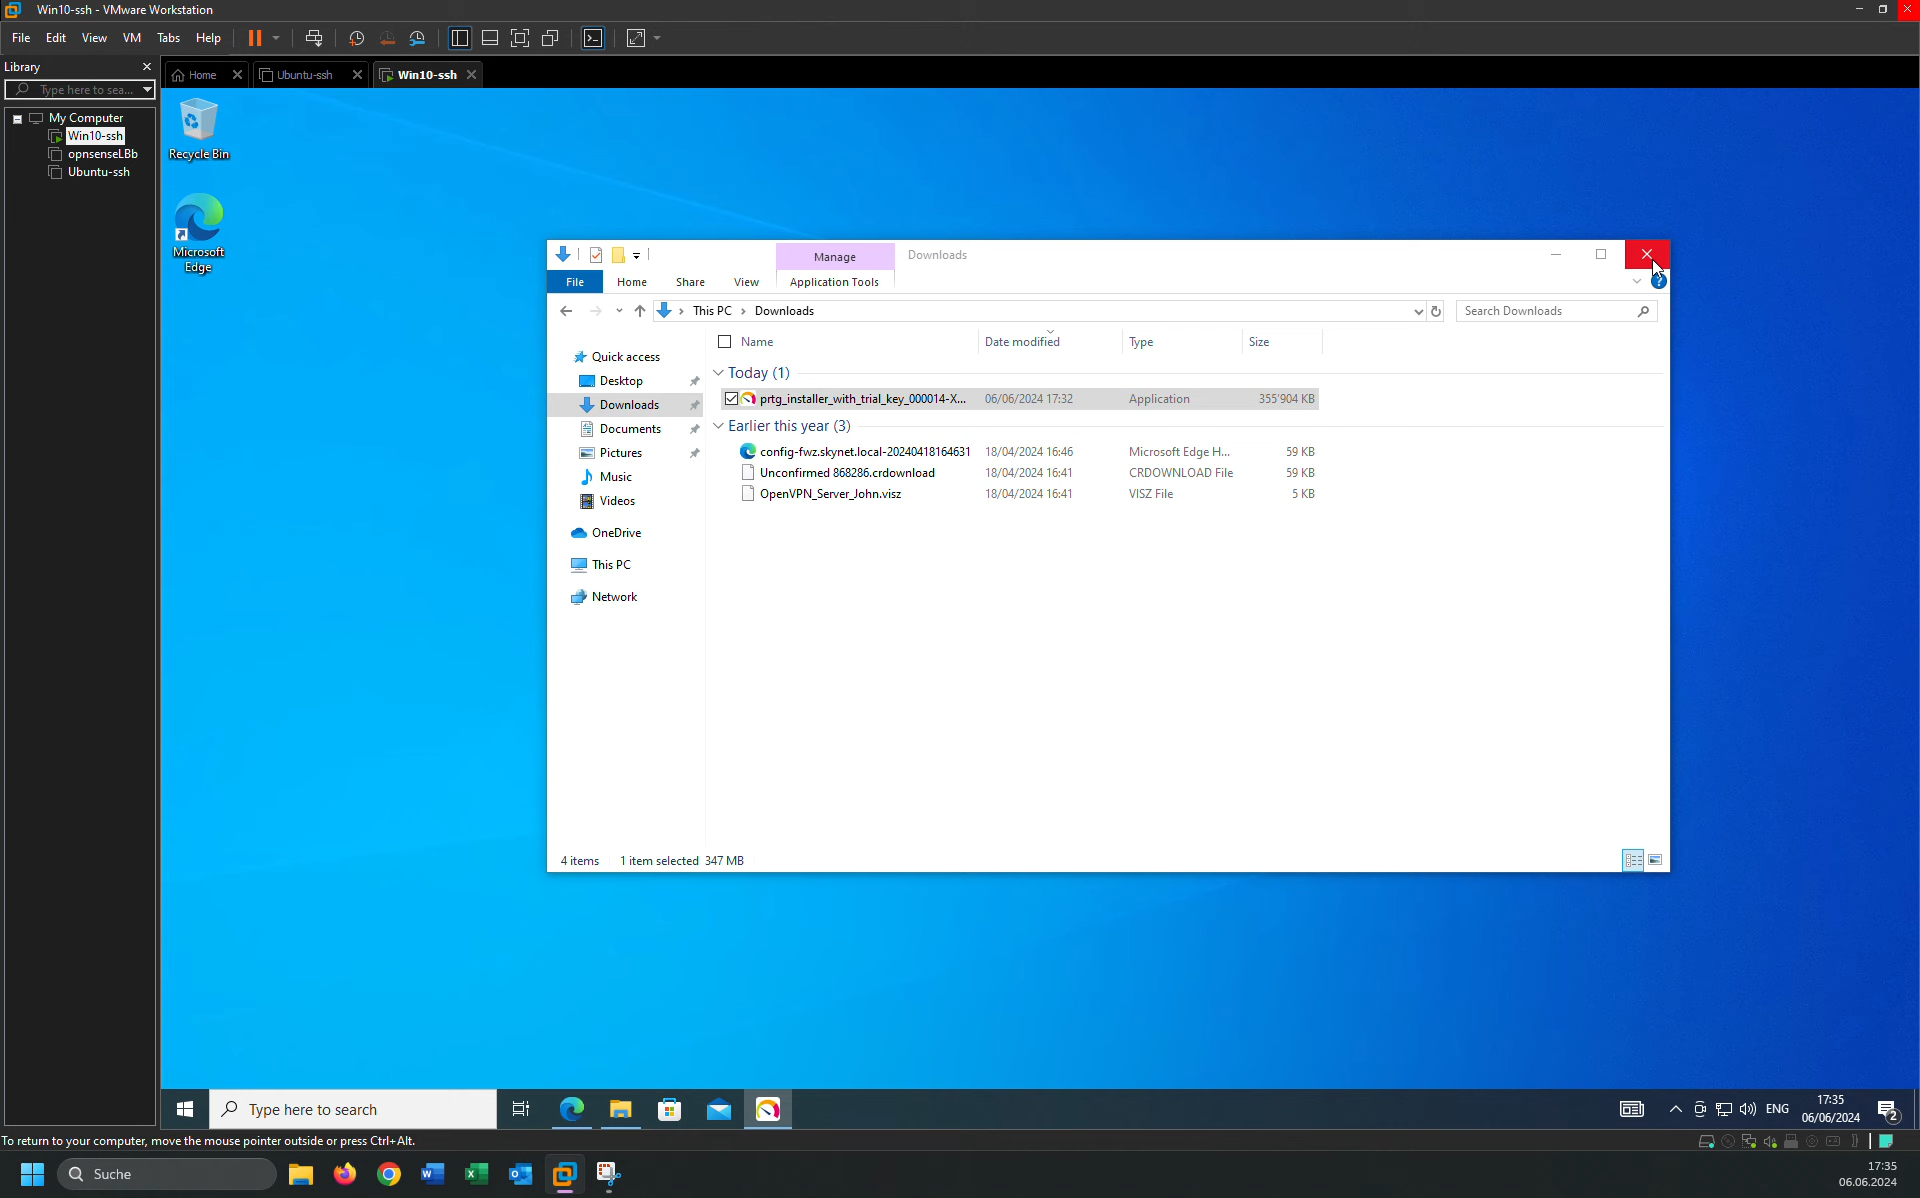 Win10-ssh - VMware Workstation
File Edit View VM Tabs Help
Library
Type here to sea...
Home
Ubuntu-ssh
Win10-ssh
My Computer
Win10-ssh
opnsenseLBb
Ubuntu-ssh
Recycle Bin
Microsoft
Edge
Manage
Downloads
File Home Share View Application Tools
This PC > Downloads
Search Downloads
Name Date modified Type Size
Quick access
Desktop
Downloads
Documents
Pictures
Music
Videos
OneDrive
This PC
Network
Today (1)
prtg_installer_with_trial_key_000014-X... 06/06/2024 17:32 Application 355'904 KB
Earlier this year (3)
config-fwz.skynet.local-20240418164631 18/04/2024 16:46 Microsoft Edge H... 59 KB
Unconfirmed 868286.crdownload 18/04/2024 16:41 CRDOWNLOAD File 59 KB
OpenVPN_Server_John.visz 18/04/2024 16:41 VISZ File 5 KB
4 items 1 item selected 347 MB
Type here to search
ENG
17:35
06/06/2024
2
To return to your computer, move the mouse pointer outside or press Ctrl+Alt.
Suche
17:35
06.06.2024